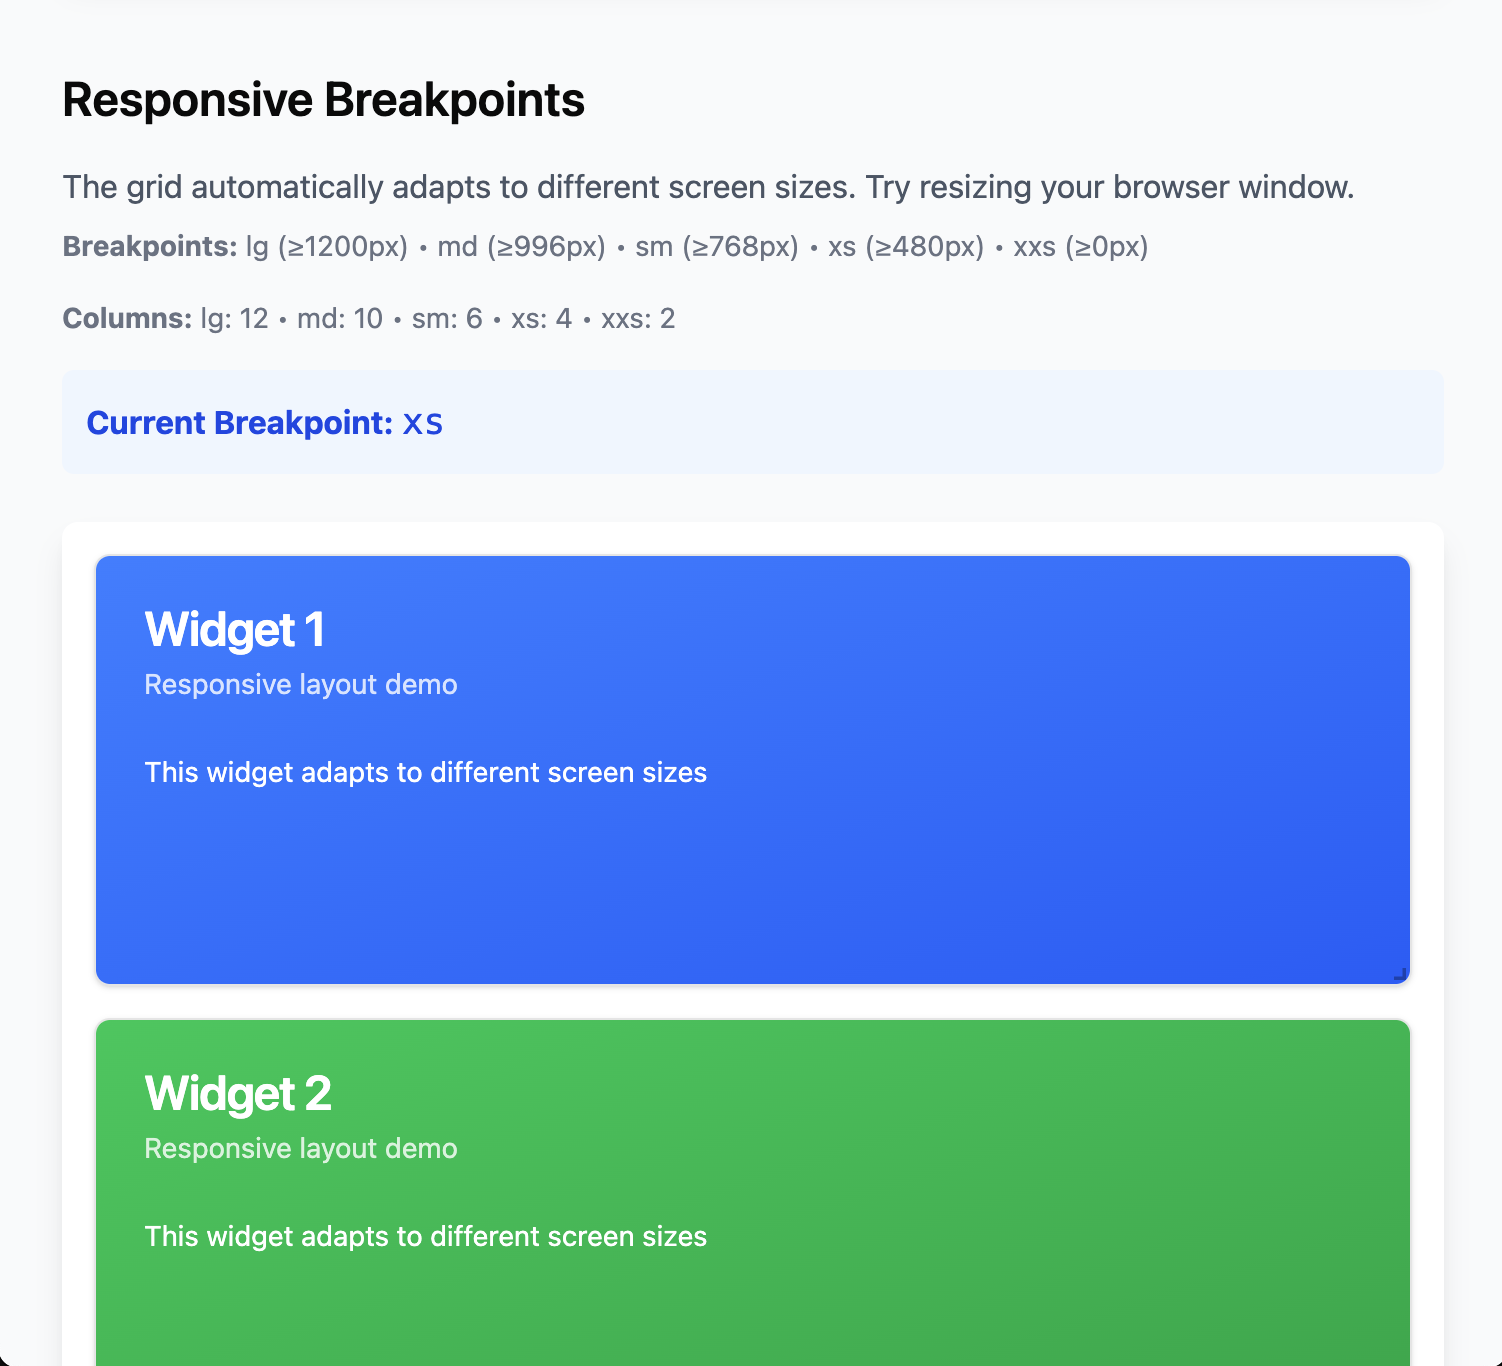 Responsive Breakpoints
The grid automatically adapts to different screen sizes. Try resizing your browser window.
Breakpoints: lg (≥1200px) • md (≥996px) • sm (≥768px) • xs (≥480px) • xxs (≥0px)
Columns: lg: 12 • md: 10 • sm: 6 • xs: 4 • xxs: 2
Current Breakpoint: xs
Widget 1
Responsive layout demo
This widget adapts to different screen sizes
Widget 2
Responsive layout demo
This widget adapts to different screen sizes